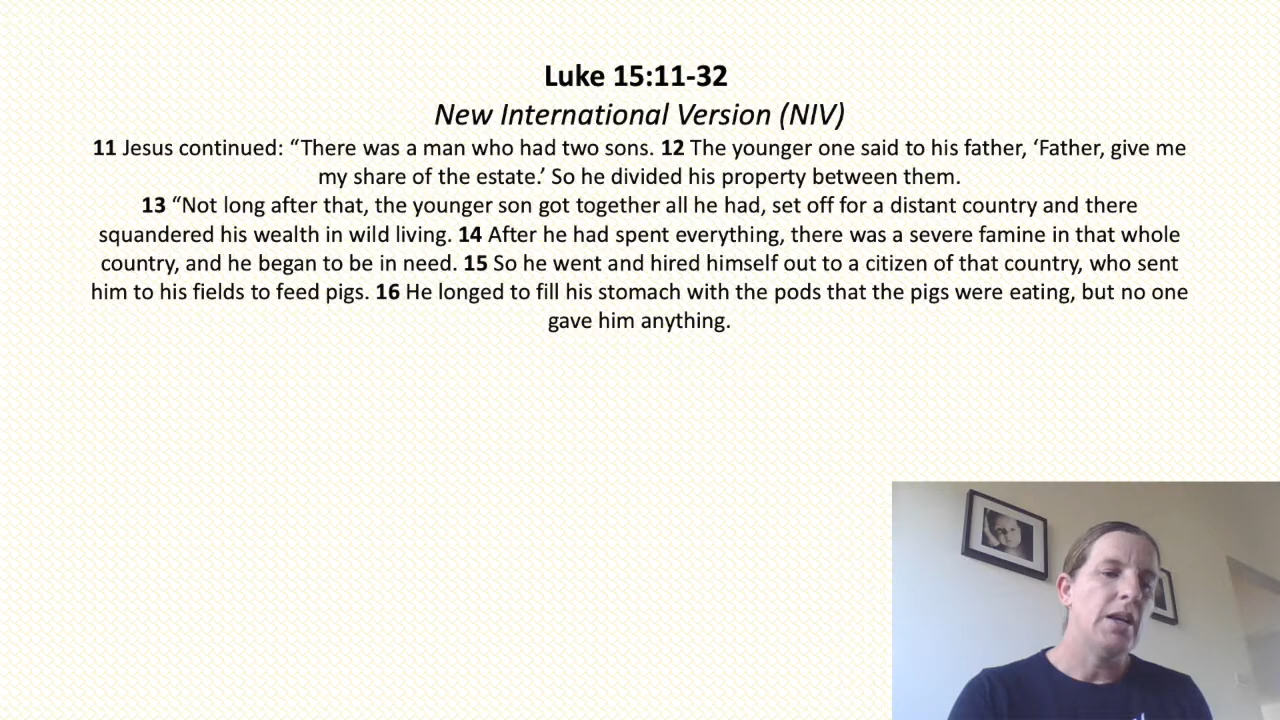 Luke 15:11-32
New International Version (NIV)
11 Jesus continued: “There was a man who had two sons. 12 The younger one said to his father, ‘Father, give me
my share of the estate.’ So he divided his property between them.
13 “Not long after that, the younger son got together all he had, set off for a distant country and there
squandered his wealth in wild living. 14 After he had spent everything, there was a severe famine in that whole
country, and he began to be in need. 15 So he went and hired himself out to a citizen of that country, who sent
him to his fields to feed pigs. 16 He longed to fill his stomach with the pods that the pigs were eating, but no one
gave him anything.